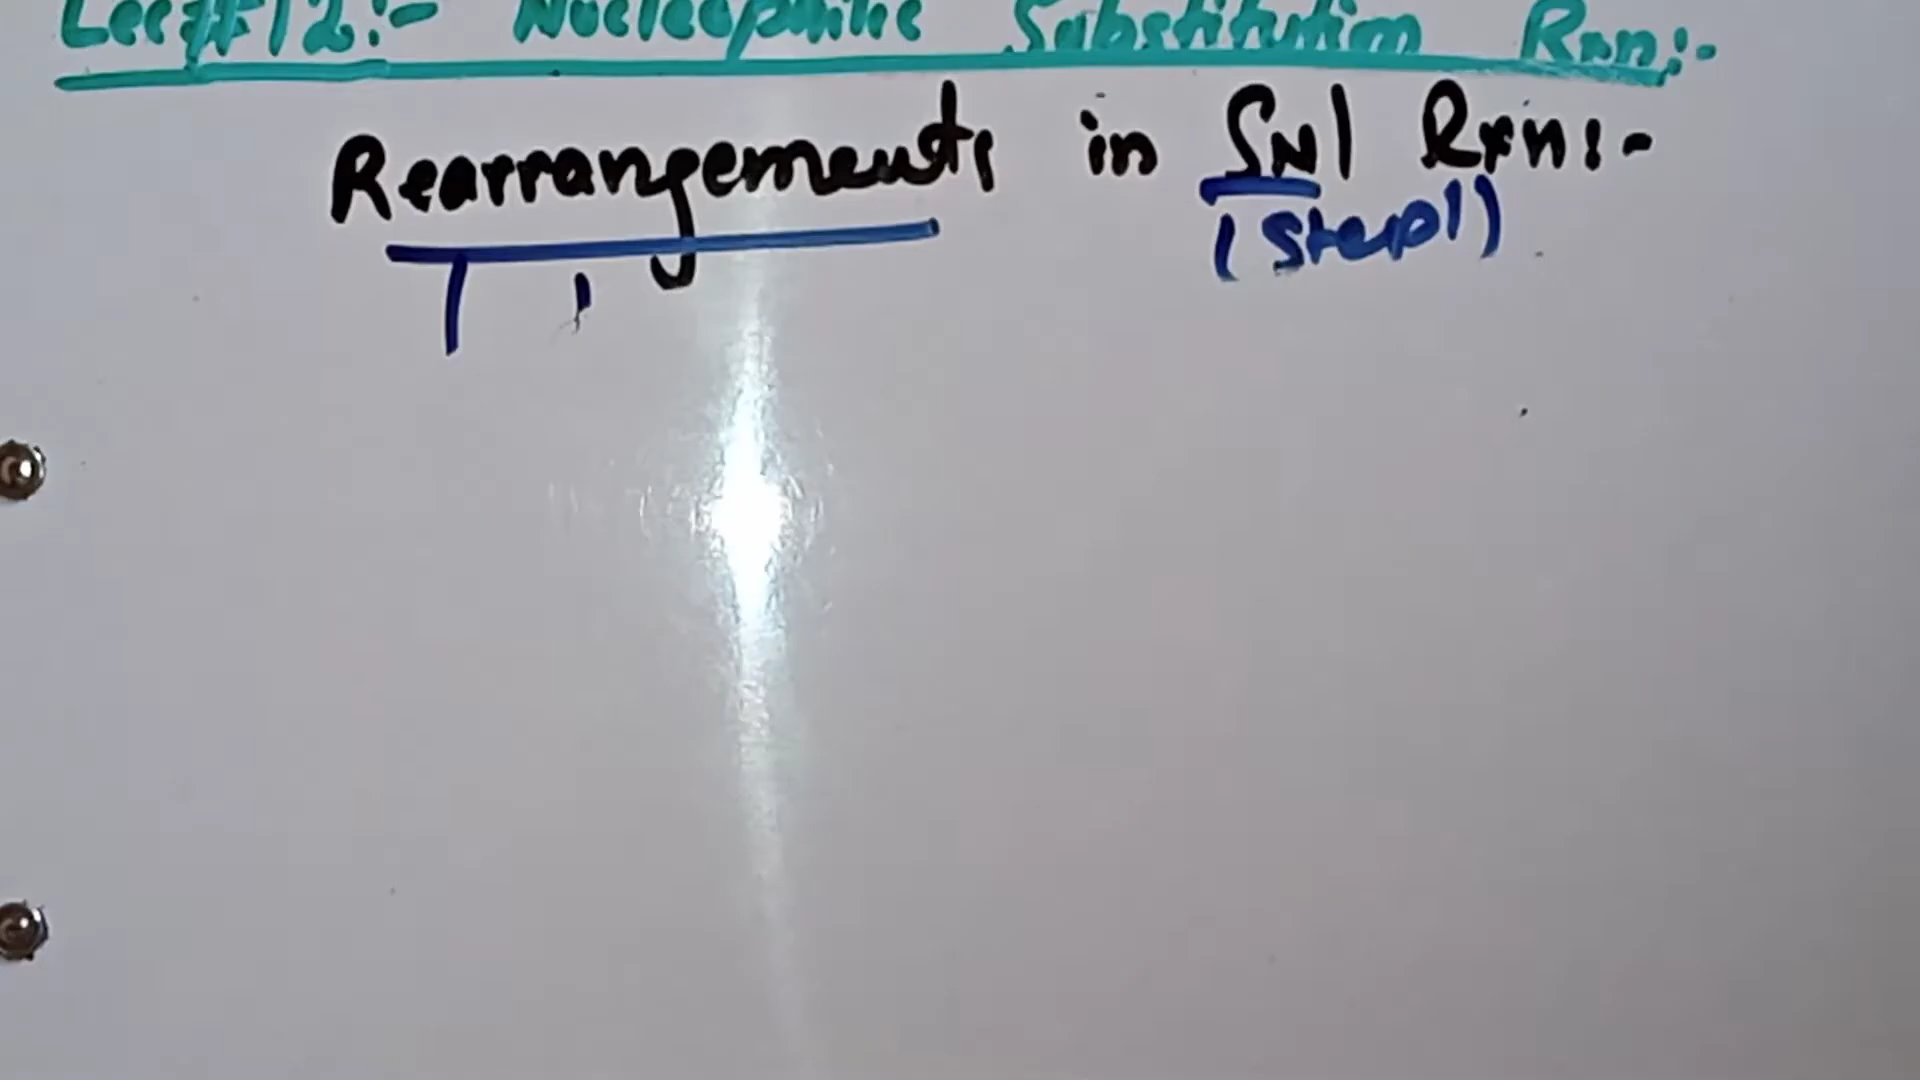 Lec#12:- Nucleophilic Substitution Rxn:-
Rearrangements in SN1 Rxn:-
(Step1)